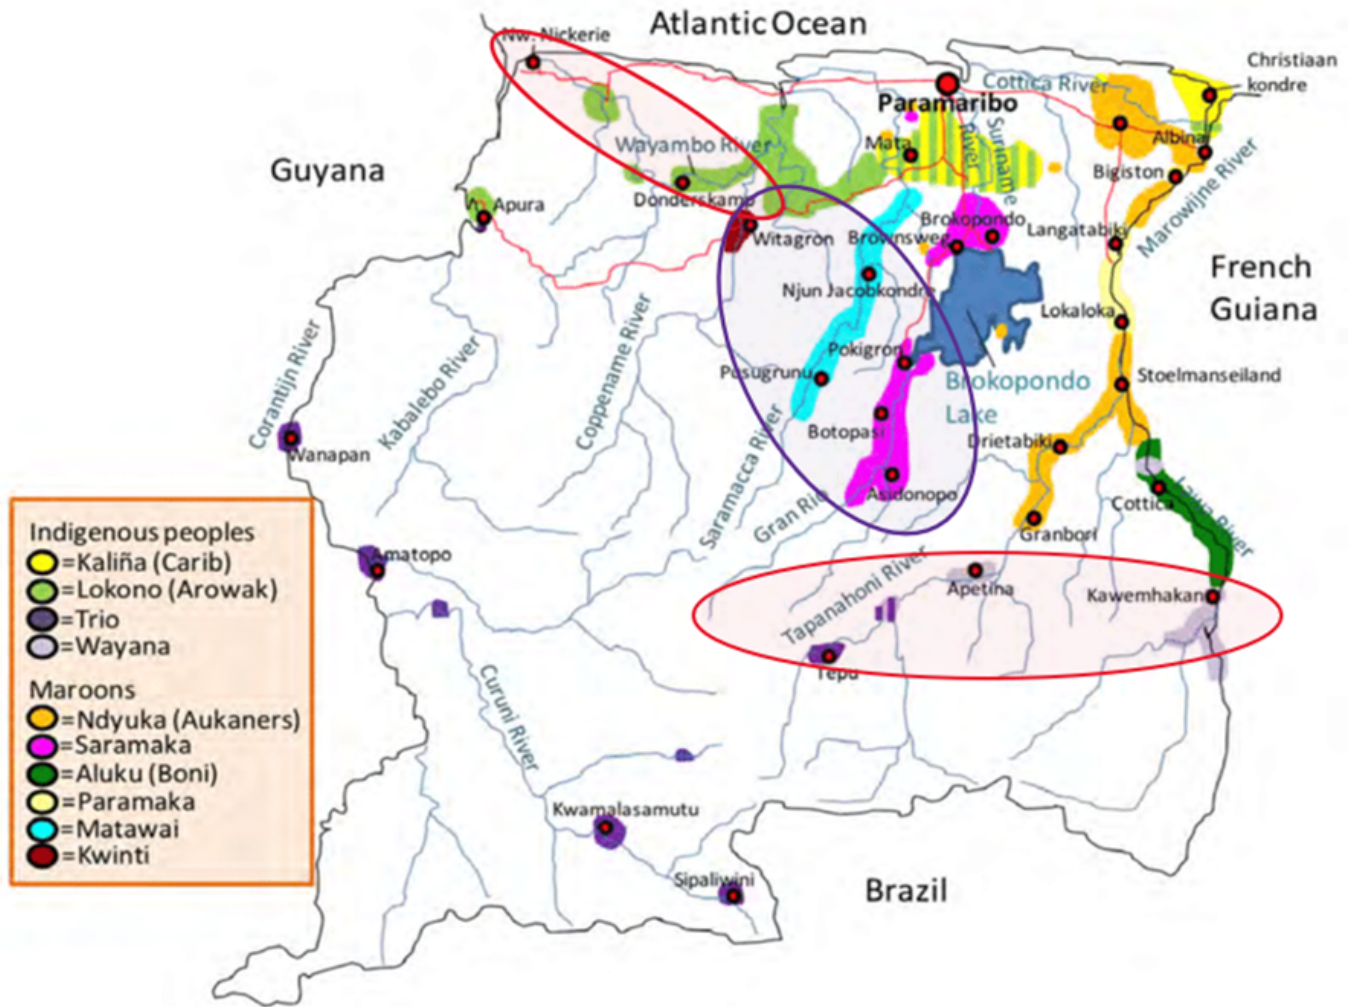 Atlantic Ocean
Nw. Nickerie
Christiaan
kondre
Cottica River
Paramaribo
Guyana
Wayambo River
Mata
Suriname
River
Albina
Bigiston
Donderskamp
Apura
Witagron
Brownsweg
Brokopondo
Langatabiki
Marowijne River
French
Guiana
Njun Jacobkondre
Lokaloka
Corantijn River
Kabalebo River
Coppename River
Pokigron
Pusugrunu
Brokopondo
Lake
Stoelmanseiland
Botopasi
Drietabiki
Wanapan
Saramacca River
Gran Rio
Asidonopo
Cottica
Lawa River
Granbori
Amatopo
Tapanahoni River
Apetina
Kawemhakan
Tepu
Curuni River
Kwamalasamutu
Sipaliwini
Brazil
Indigenous peoples
=Kaliña (Carib)
=Lokono (Arowak)
=Trio
=Wayana
Maroons
=Ndyuka (Aukaners)
=Saramaka
=Aluku (Boni)
=Paramaka
=Matawai
=Kwinti